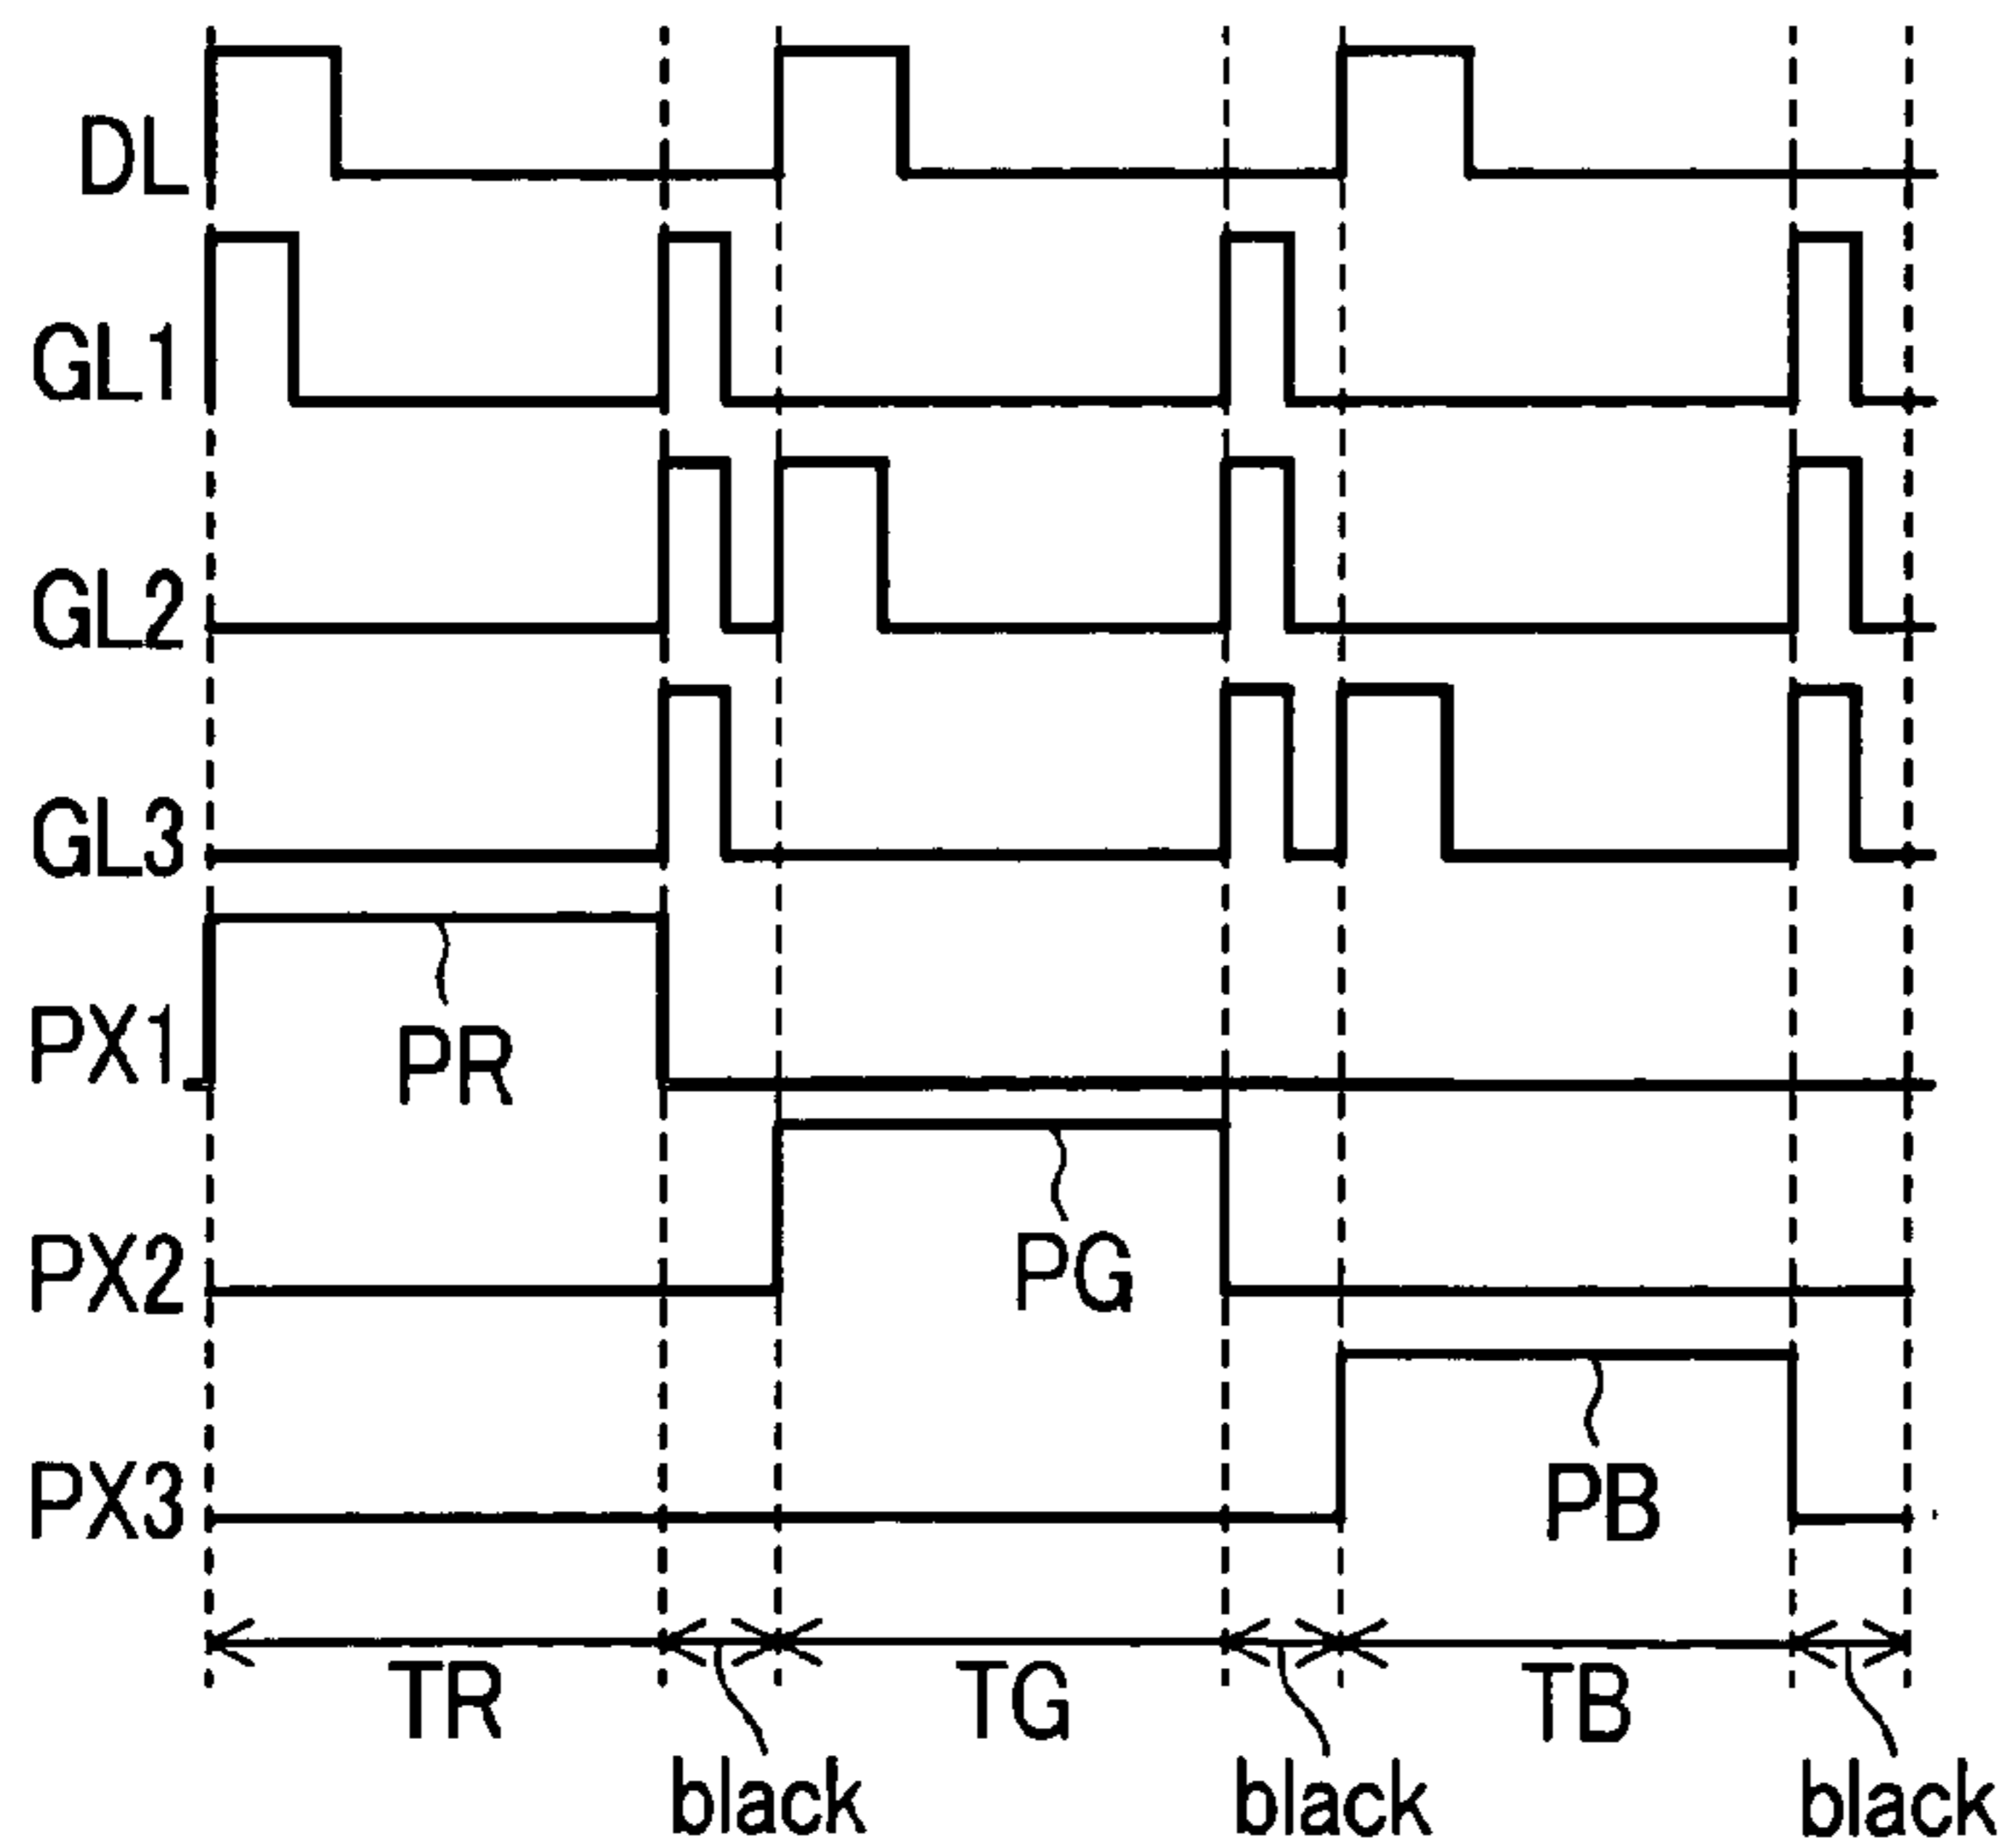 DL
GL1
GL2
GL3
PX1
PR
PX2
PG
PX3
PB
TR
TG
TB
black
black
black